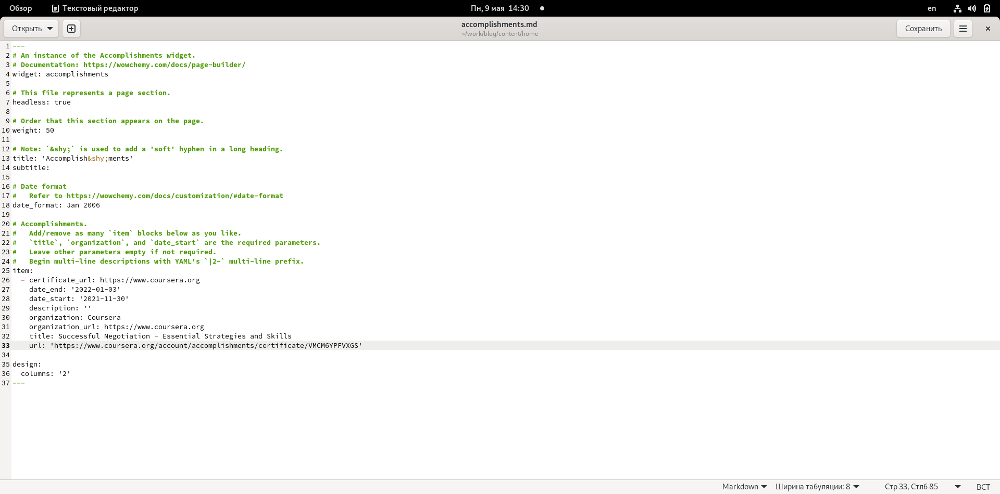 Обзор Текстовый редактор Пн, 9 мая 14:30 en
Открыть accomplishments.md Сохранить
~/work/blog/content/home
1 ---
2 # An instance of the Accomplishments widget.
3 # Documentation: https://wowchemy.com/docs/page-builder/
4 widget: accomplishments
5
6 # This file represents a page section.
7 headless: true
8
9 # Order that this section appears on the page.
10 weight: 50
11
12 # Note: `&shy;` is used to add a 'soft' hyphen in a long heading.
13 title: 'Accomplish&shy;ments'
14 subtitle:
15
16 # Date format
17 #   Refer to https://wowchemy.com/docs/customization/#date-format
18 date_format: Jan 2006
19
20 # Accomplishments.
21 #   Add/remove as many `item` blocks below as you like.
22 #   `title`, `organization`, and `date_start` are the required parameters.
23 #   Leave other parameters empty if not required.
24 #   Begin multi-line descriptions with YAML's `|2-` multi-line prefix.
25 item:
26   - certificate_url: https://www.coursera.org
27     date_end: '2022-01-03'
28     date_start: '2021-11-30'
29     description: ''
30     organization: Coursera
31     organization_url: https://www.coursera.org
32     title: Successful Negotiation - Essential Strategies and Skills
33     url: 'https://www.coursera.org/account/accomplishments/certificate/VMCM6YPFVXGS'
34
35 design:
36   columns: '2'
37 ---
Markdown Ширина табуляции: 8 Стр 33, Стлб 85 ВСТ